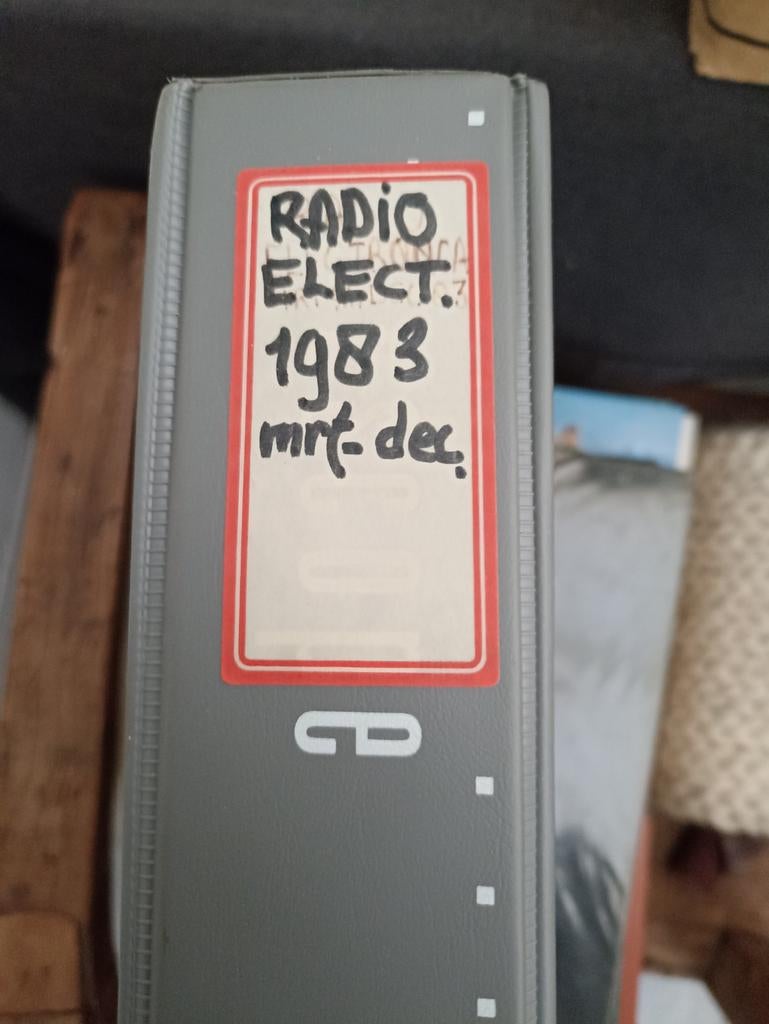 RADiO
ELECT.
1983
mrt-dec.
e